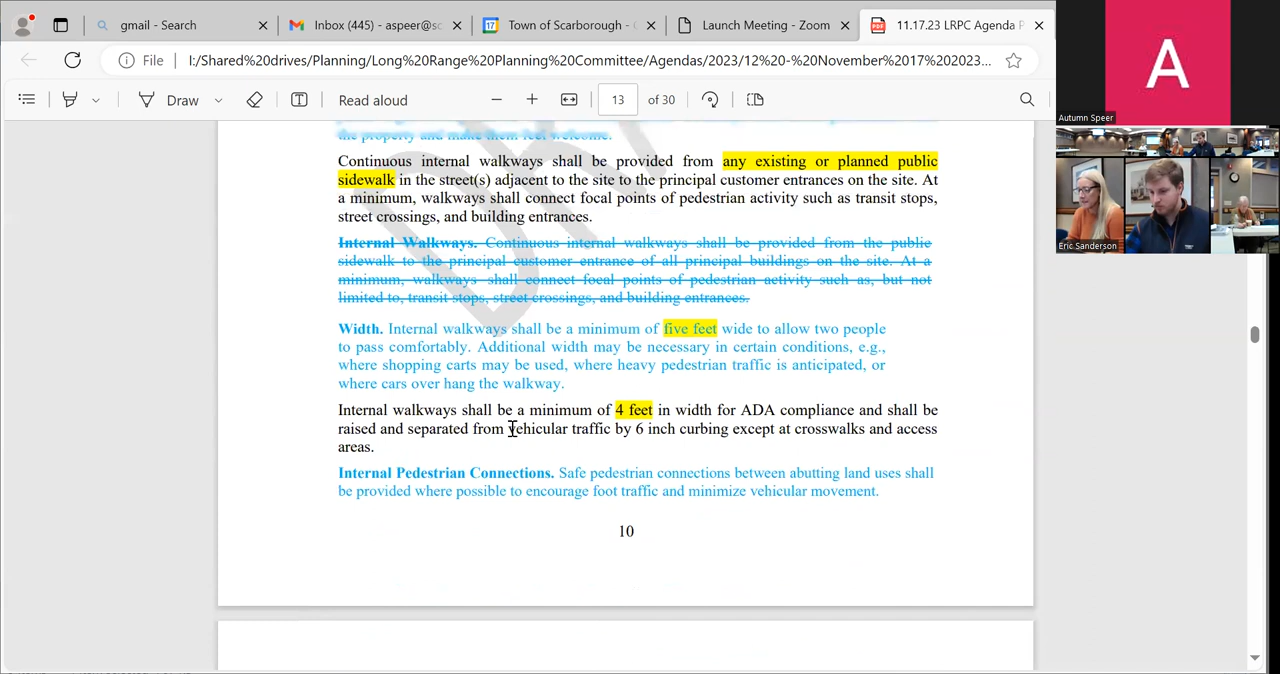 gmail - Search
Inbox (445) - aspeer@sc
Town of Scarborough - C
Launch Meeting - Zoom
11.17.23 LRPC Agenda P
File
I:/Shared%20drives/Planning/Long%20Range%20Planning%20Committee/Agendas/2023/12%20-%20November%2017%202023...
Draw
Read aloud
13
of 30
the property and make them feel welcome.
Continuous internal walkways shall be provided from any existing or planned public
sidewalk in the street(s) adjacent to the site to the principal customer entrances on the site. At
a minimum, walkways shall connect focal points of pedestrian activity such as transit stops,
street crossings, and building entrances.
Internal Walkways. Continuous internal walkways shall be provided from the public
sidewalk to the principal customer entrance of all principal buildings on the site. At a
minimum, walkways shall connect focal points of pedestrian activity such as, but not
limited to, transit stops, street crossings, and building entrances.
Width. Internal walkways shall be a minimum of five feet wide to allow two people
to pass comfortably. Additional width may be necessary in certain conditions, e.g.,
where shopping carts may be used, where heavy pedestrian traffic is anticipated, or
where cars over hang the walkway.
Internal walkways shall be a minimum of 4 feet in width for ADA compliance and shall be
raised and separated from vehicular traffic by 6 inch curbing except at crosswalks and access
areas.
Internal Pedestrian Connections. Safe pedestrian connections between abutting land uses shall
be provided where possible to encourage foot traffic and minimize vehicular movement.
10
A
Autumn Speer
Eric Sanderson